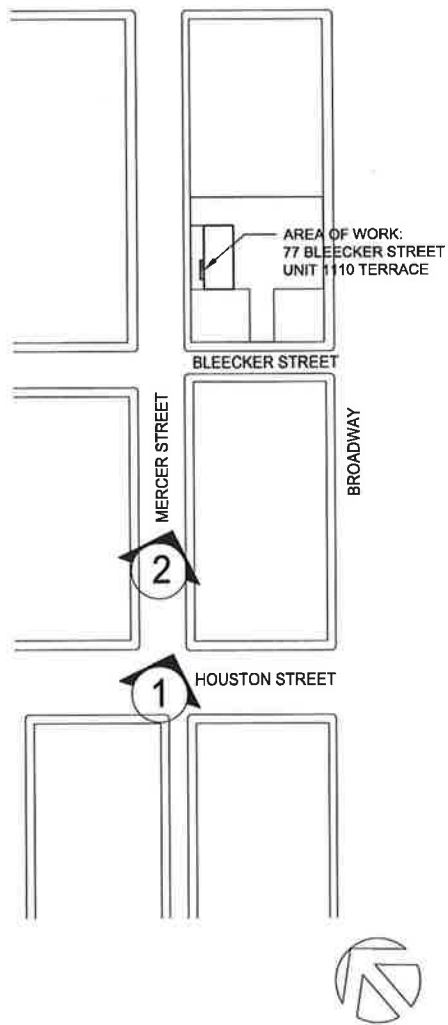 AREA OF WORK:
77 BLEECKER STREET
UNIT 1110 TERRACE
BLEECKER STREET
MERCER STREET
BROADWAY
2
1
HOUSTON STREET